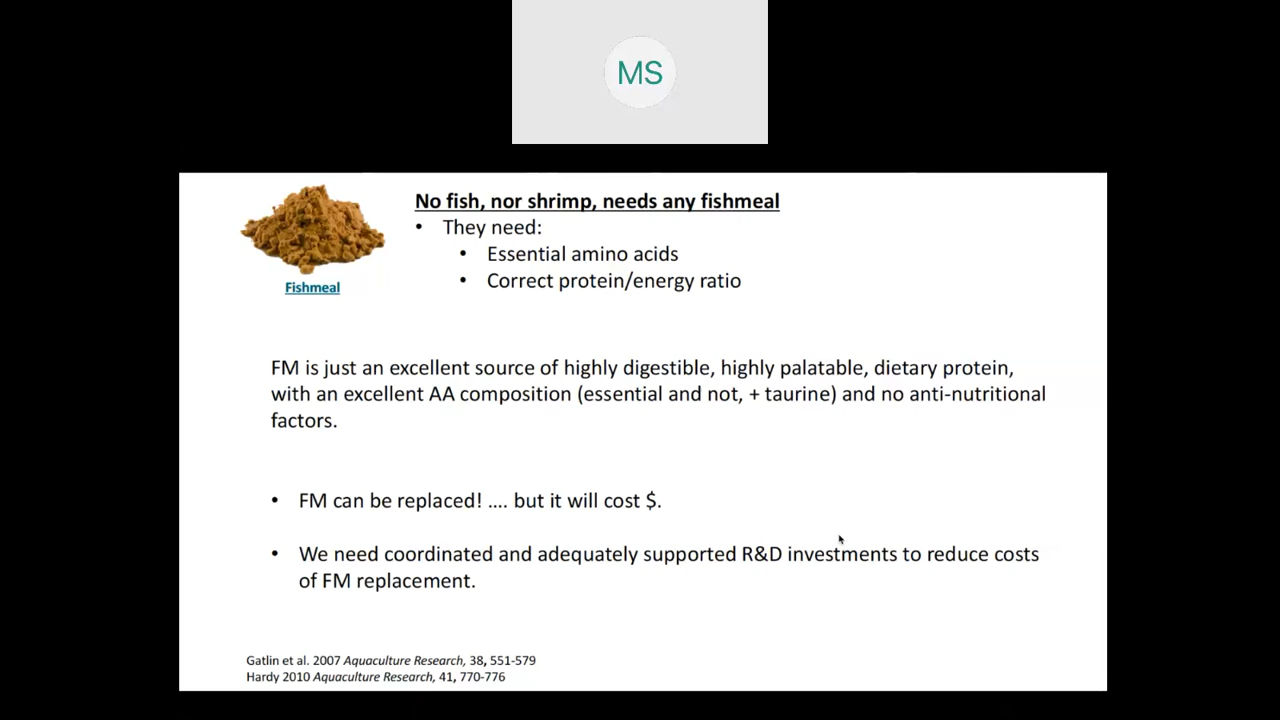 MS
No fish, nor shrimp, needs any fishmeal
• They need:
• Essential amino acids
• Correct protein/energy ratio
Fishmeal
FM is just an excellent source of highly digestible, highly palatable, dietary protein,
with an excellent AA composition (essential and not, + taurine) and no anti-nutritional
factors.
• FM can be replaced! .... but it will cost $.
• We need coordinated and adequately supported R&D investments to reduce costs
of FM replacement.
Gatlin et al. 2007 Aquaculture Research, 38, 551-579
Hardy 2010 Aquaculture Research, 41, 770-776